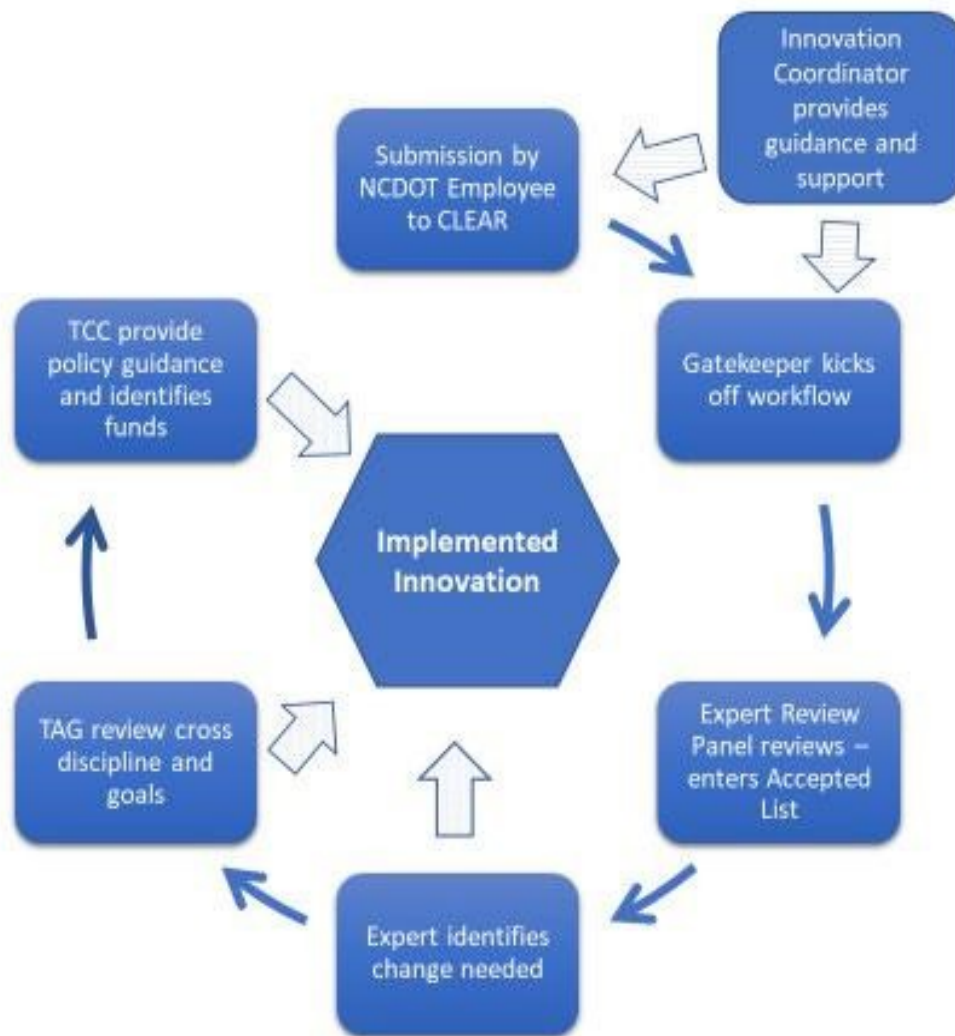 Innovation
Coordinator
provides
guidance and
support
Submission by
NCDOT Employee
to CLEAR
Gatekeeper kicks
off workflow
Expert Review
Panel reviews –
enters Accepted
List
Expert identifies
change needed
TAG review cross
discipline and
goals
TCC provide
policy guidance
and identifies
funds
Implemented
Innovation